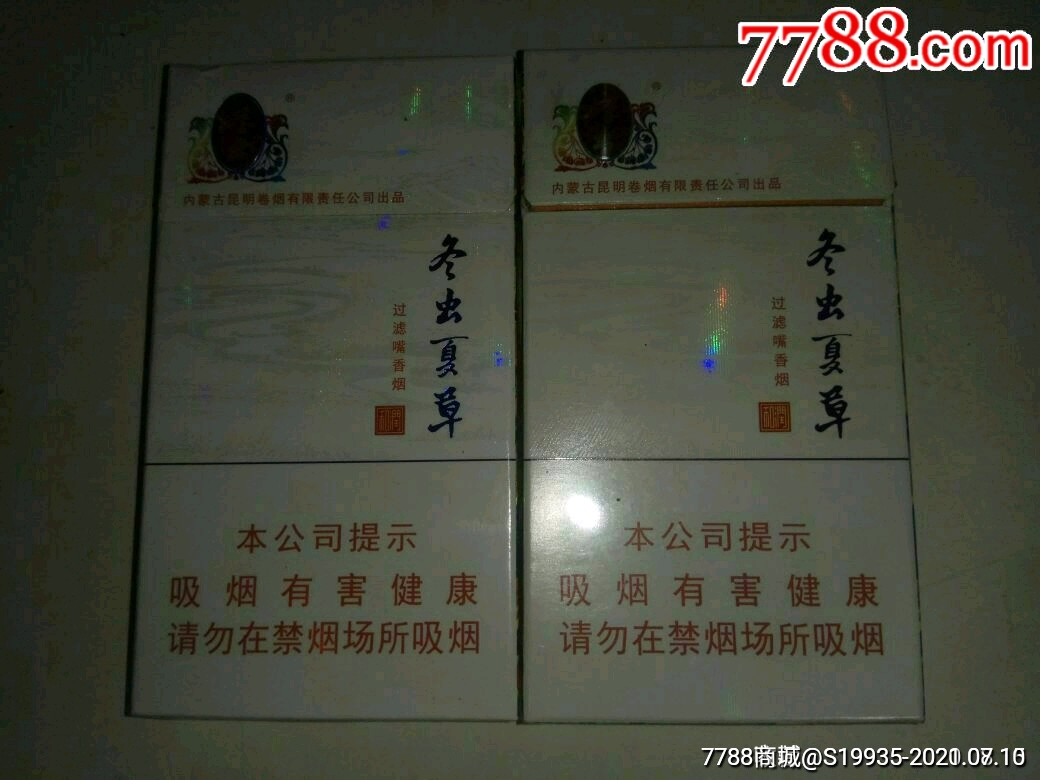 7788.com
®
内蒙古昆明卷烟有限责任公司出品
冬虫夏草
过滤嘴香烟
本公司提示
吸烟有害健康
请勿在禁烟场所吸烟
®
内蒙古昆明卷烟有限责任公司出品
冬虫夏草
过滤嘴香烟
本公司提示
吸烟有害健康
请勿在禁烟场所吸烟
7788商城@S19935-2020.07.10